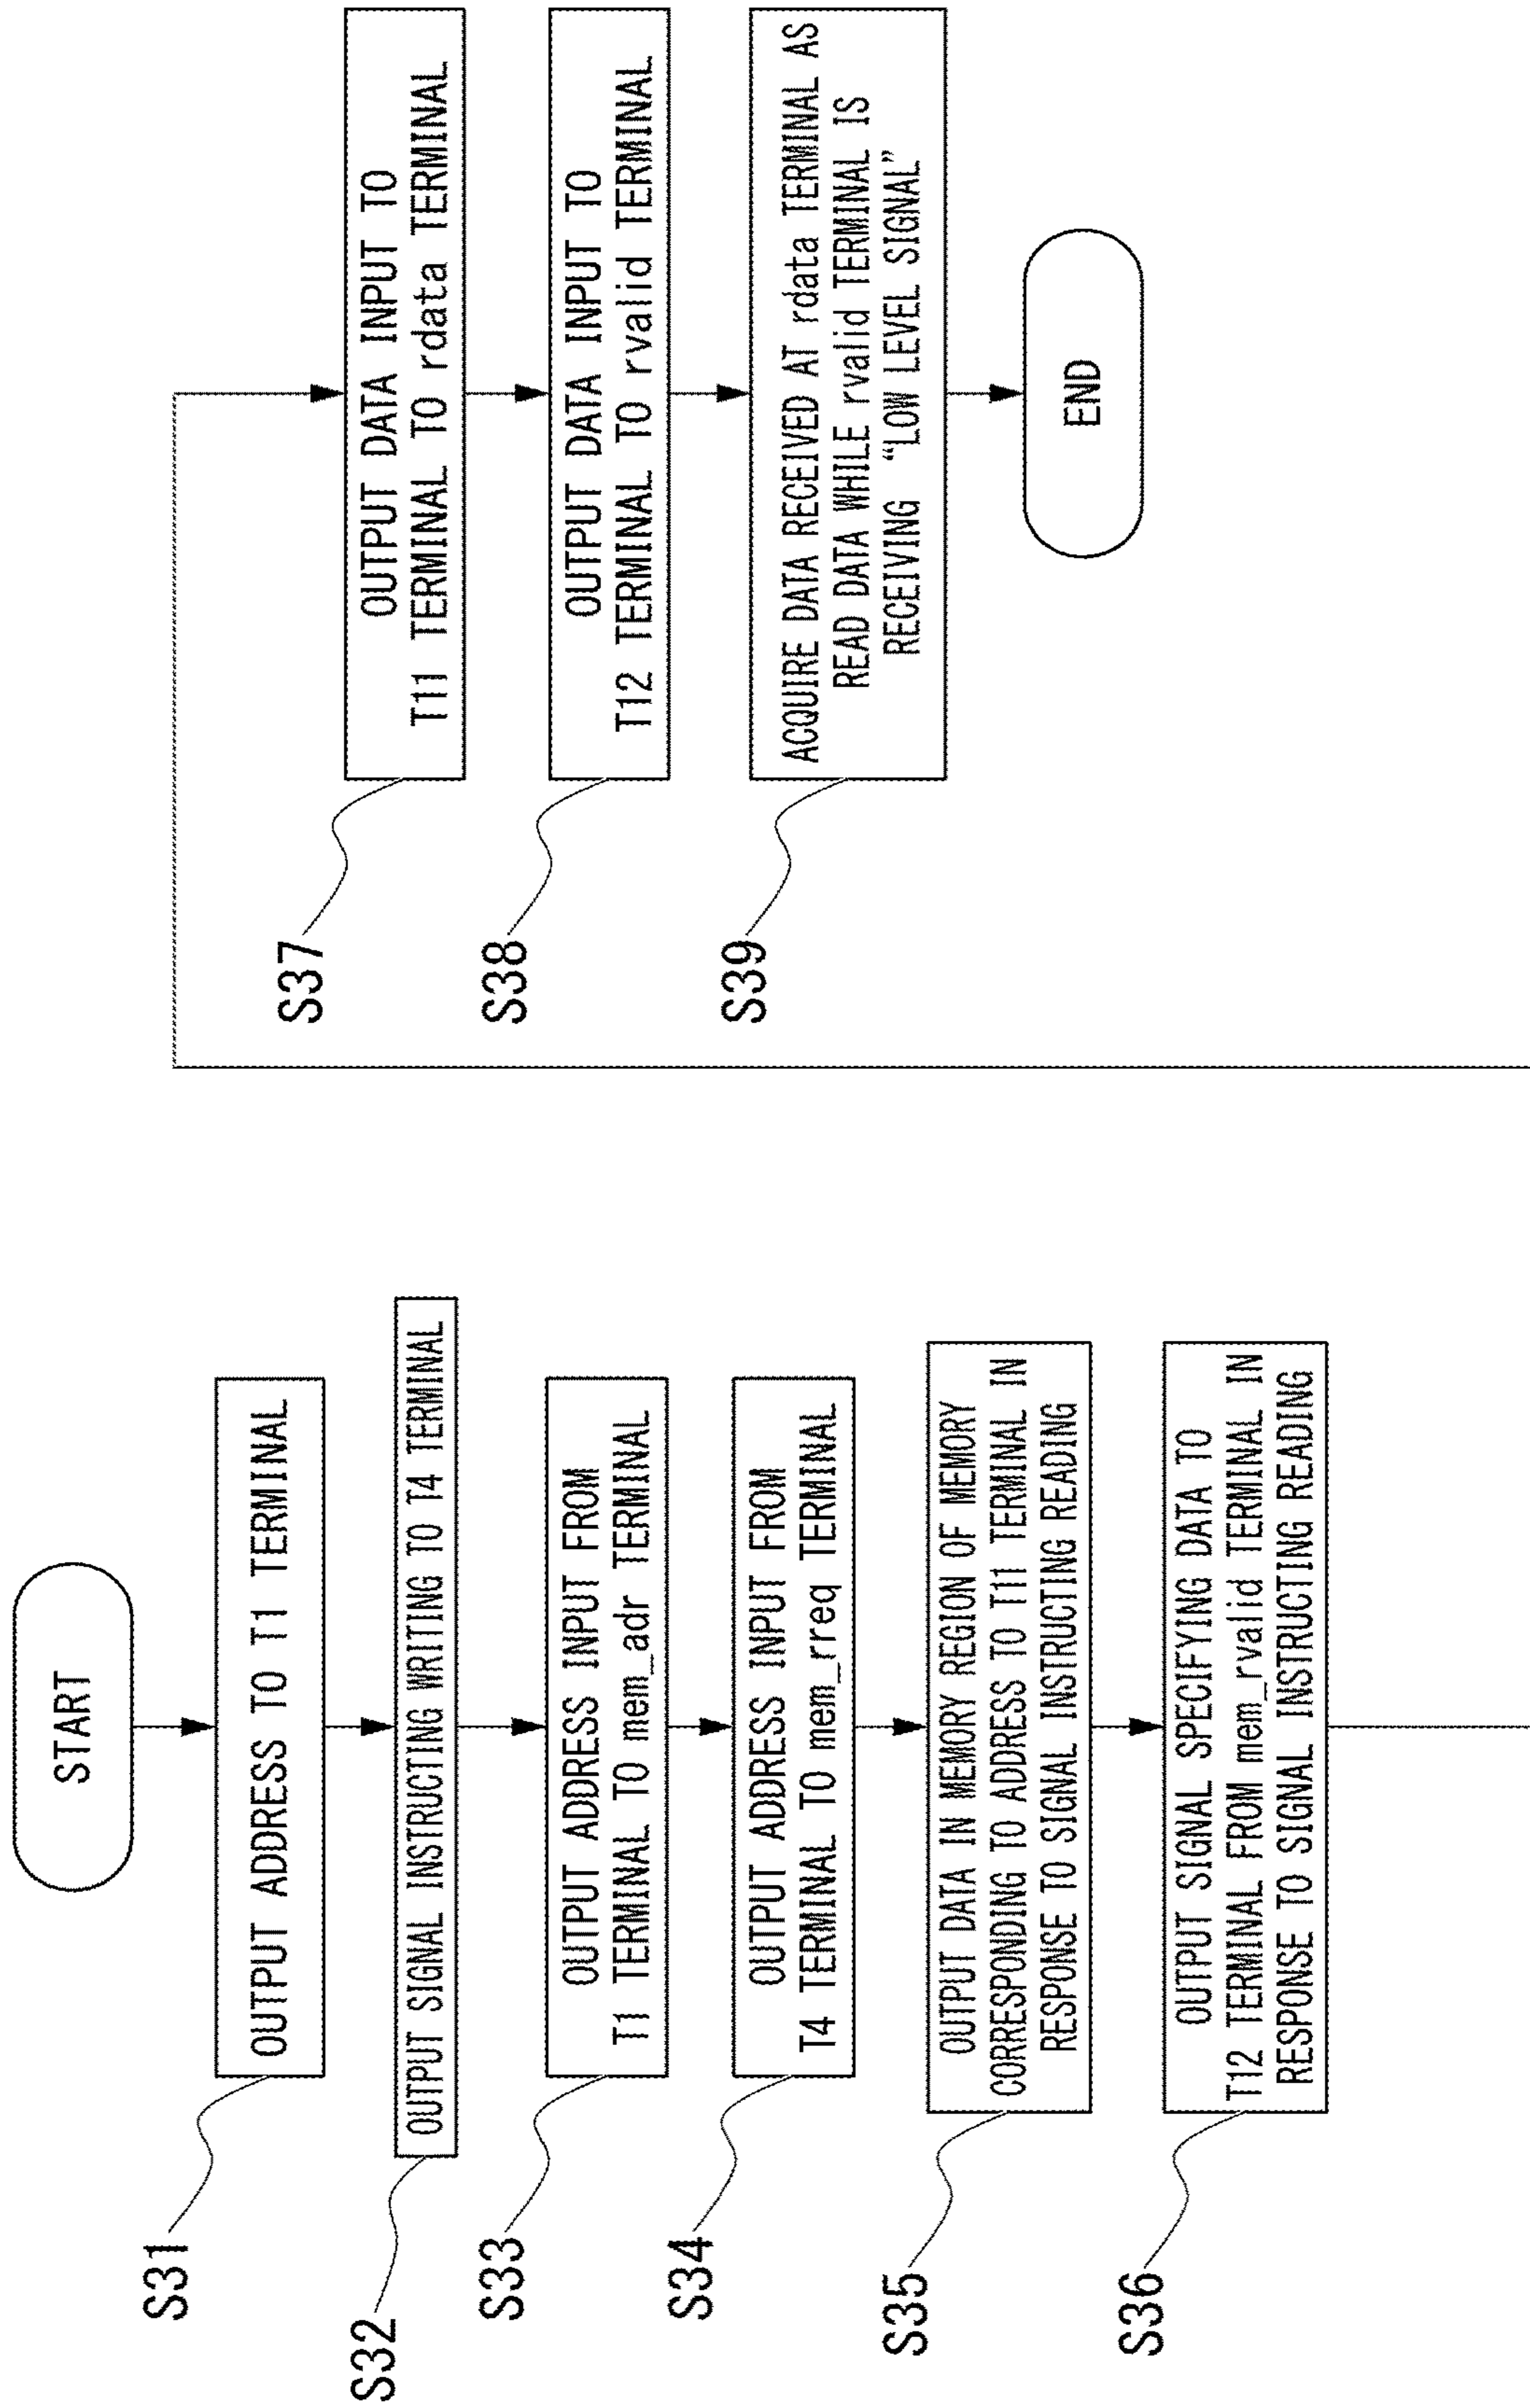 START
S31
OUTPUT ADDRESS TO T1 TERMINAL
S32
OUTPUT SIGNAL INSTRUCTING WRITING TO T4 TERMINAL
S33
OUTPUT ADDRESS INPUT FROM
T1 TERMINAL TO mem_adr TERMINAL
S34
OUTPUT ADDRESS INPUT FROM
T4 TERMINAL TO mem_rreq TERMINAL
S35
OUTPUT DATA IN MEMORY REGION OF MEMORY
CORRESPONDING TO ADDRESS TO T11 TERMINAL IN
RESPONSE TO SIGNAL INSTRUCTING READING
S36
OUTPUT SIGNAL SPECIFYING DATA TO
T12 TERMINAL FROM mem_rvalid TERMINAL IN
RESPONSE TO SIGNAL INSTRUCTING READING
S37
OUTPUT DATA INPUT TO
T11 TERMINAL TO rdata TERMINAL
S38
OUTPUT DATA INPUT TO
T12 TERMINAL TO rvalid TERMINAL
S39
ACQUIRE DATA RECEIVED AT rdata TERMINAL AS
READ DATA WHILE rvalid TERMINAL IS
RECEIVING “LOW LEVEL SIGNAL”
END